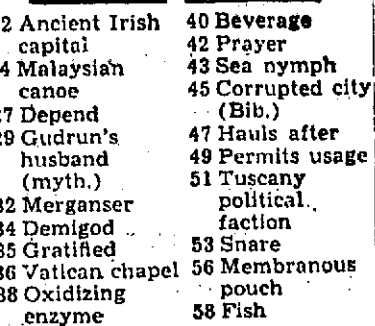 2 Ancient Irish
capital
4 Malaysian
canoe
27 Depend
29 Gudrun's
husband
(myth.)
32 Merganser
34 Demigod
35 Gratified
36 Vatican chapel
38 Oxidizing
enzyme
40 Beverage
42 Prayer
43 Sea nymph
45 Corrupted city
(Bib.)
47 Hauls after
49 Permits usage
51 Tuscany
political
faction
53 Snare
56 Membranous
pouch
58 Fish